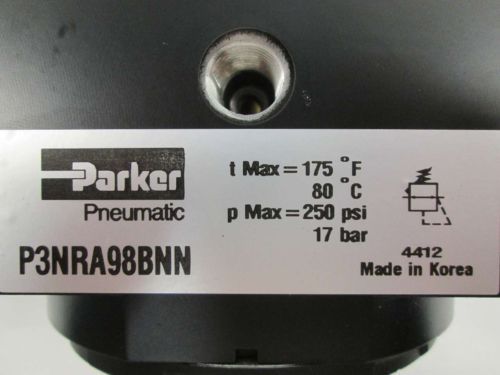 Parker
Pneumatic
P3NRA98BNN
t Max = 175 °F
80 °C
p Max = 250 psi
17 bar
4412
Made in Korea